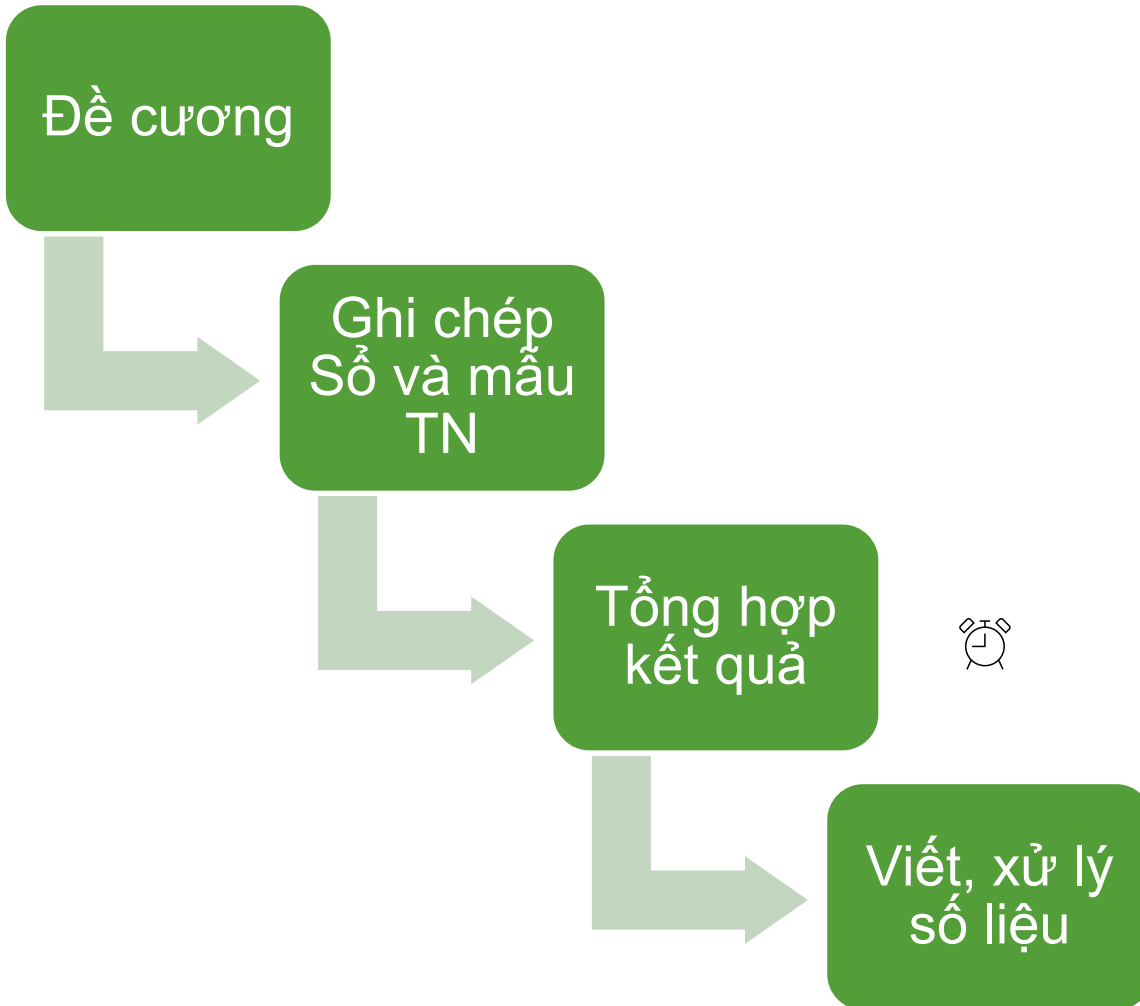 Đề cương
Ghi chép
Sổ và mẫu
TN
Tổng hợp
kết quả
Viết, xử lý
số liệu